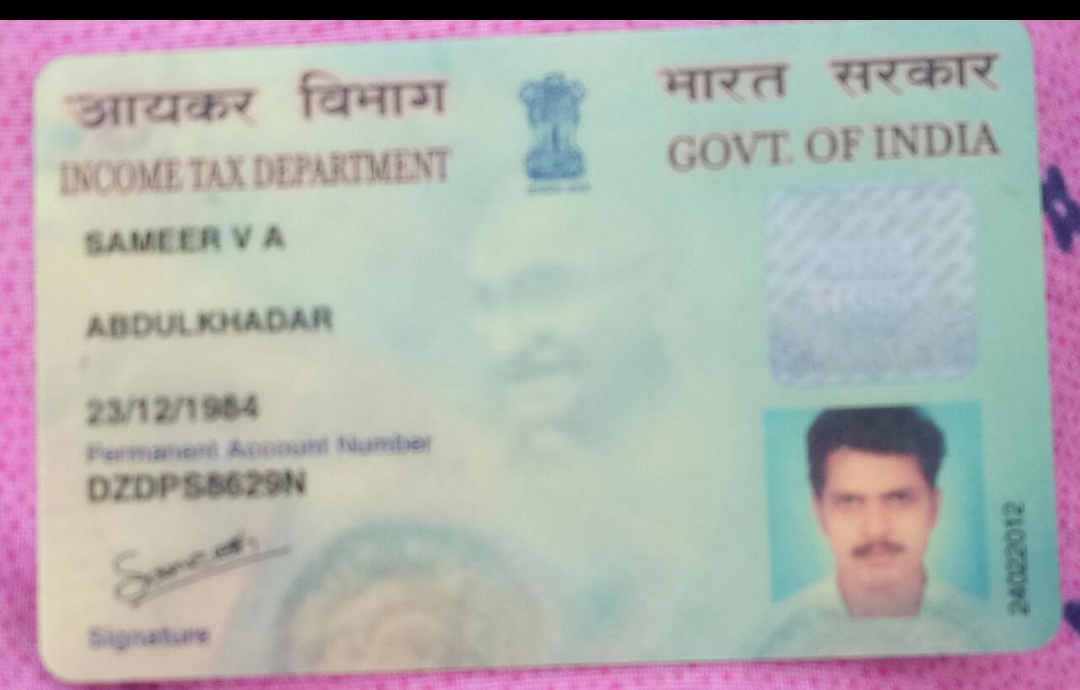 आयकर विभाग
INCOME TAX DEPARTMENT
भारत सरकार
GOVT. OF INDIA
SAMEER V A
ABDULKHADAR
23/12/1984
Permanent Account Number
DZDPS8629N
Signature
24022012